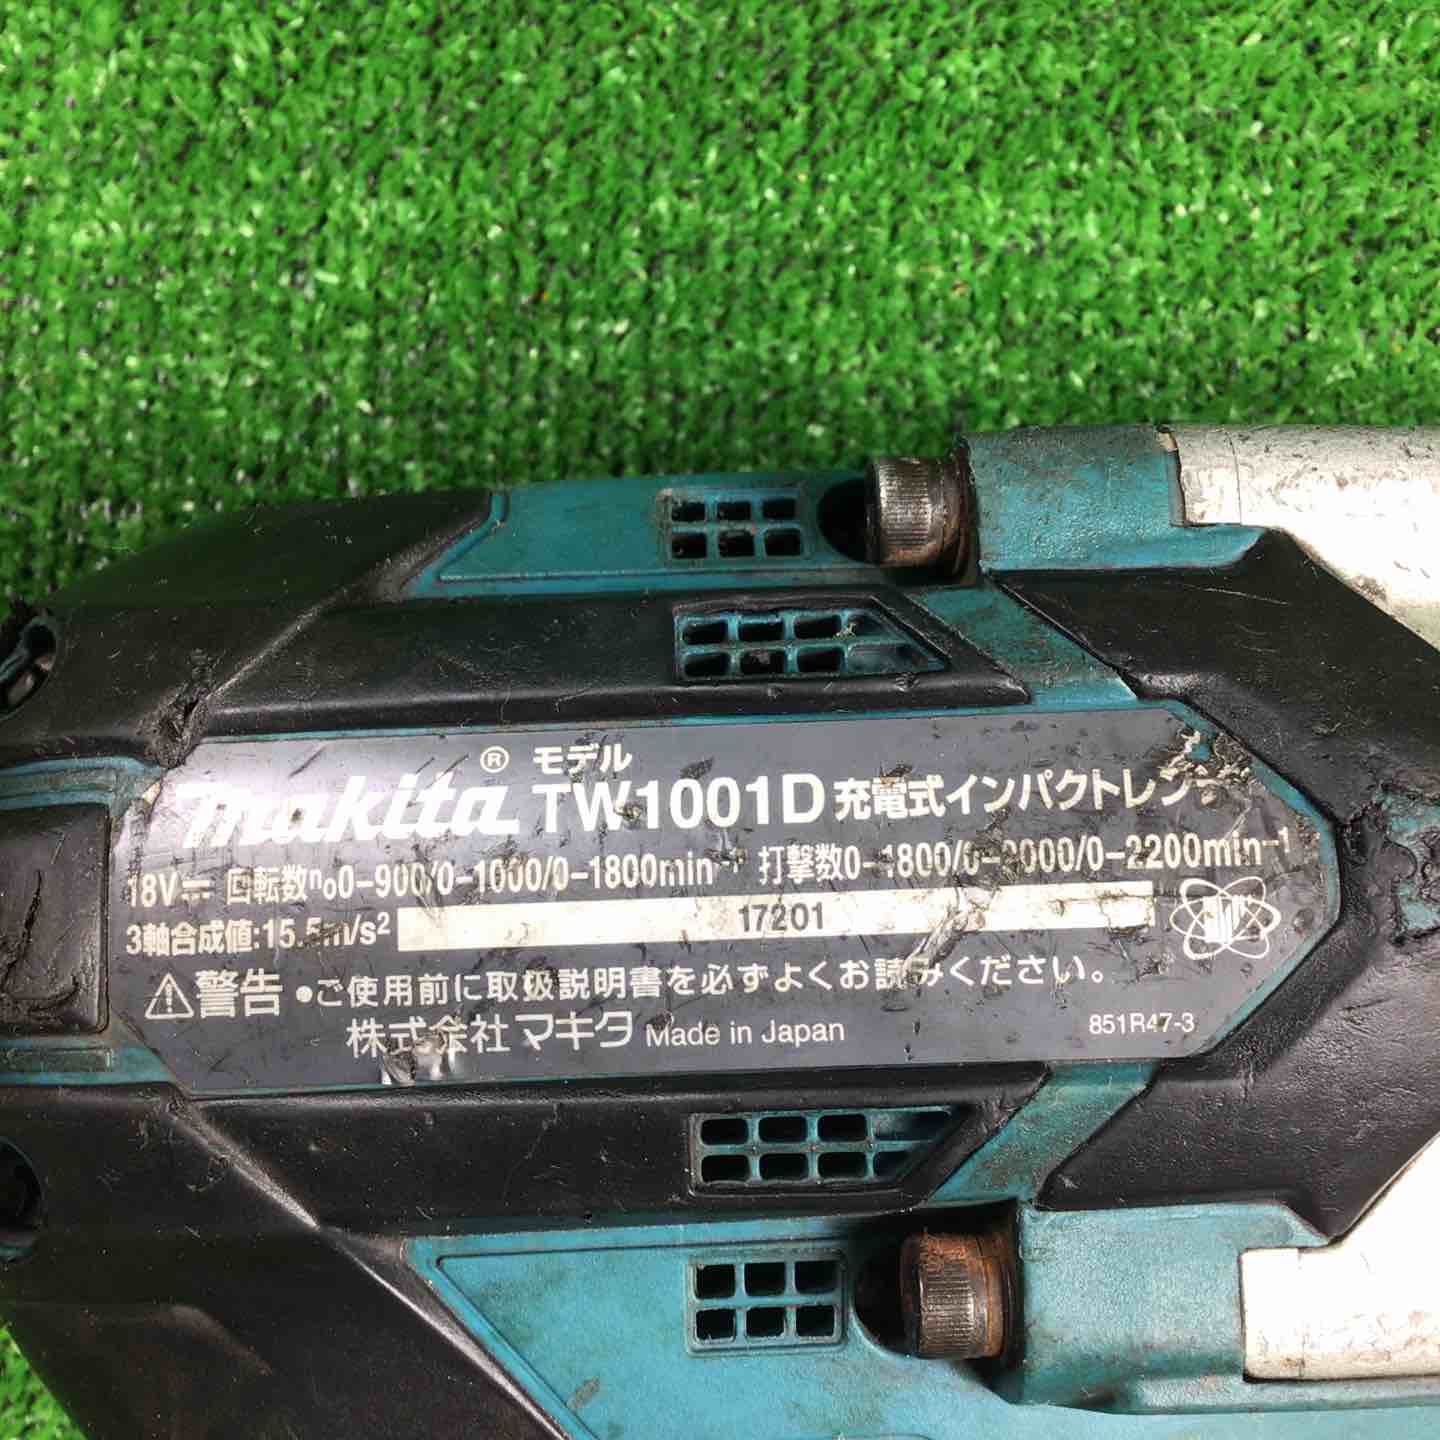 makita® モデル TW1001D 充電式インパクトレンチ
18V⎓ 回転数n₀0-900/0-1000/0-1800min⁻¹ 打撃数0-1800/0-2000/0-2200min⁻¹
3軸合成値:15.5m/s² 17201
⚠警告 ●ご使用前に取扱説明書を必ずよくお読みください。
株式会社マキタ Made in Japan 851R47-3